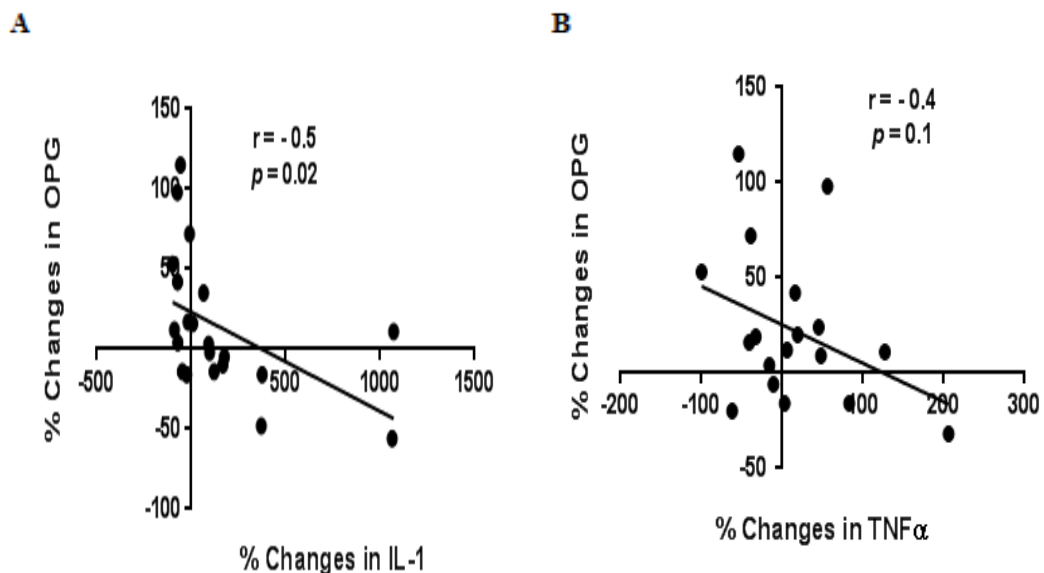 A
B
150
100
50
-50
-100
-500
500
1000
1500
r = - 0.5
p = 0.02
% Changes in OPG
% Changes in IL-1
150
100
50
-50
-200
-100
100
200
300
r = - 0.4
p = 0.1
% Changes in OPG
% Changes in TNFα